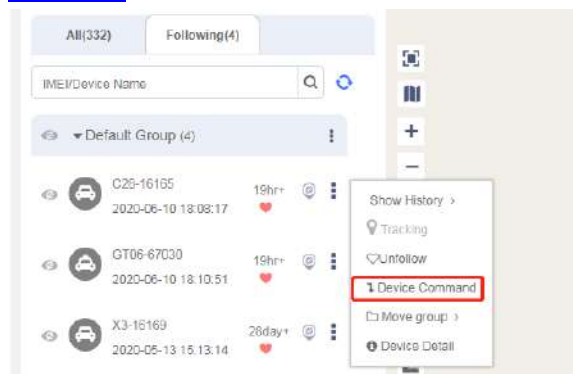 All(332)
Following(4)
IMEI/Device Name
Default Group (4)
C26-16165
19hr+
2020-06-10 18:08:17
GT06-67030
19hr+
2020-06-10 18:10:51
X3-16169
28day+
2020-05-13 15:13:14
Show History >
Tracking
Unfollow
Device Command
Move group >
Device Detail